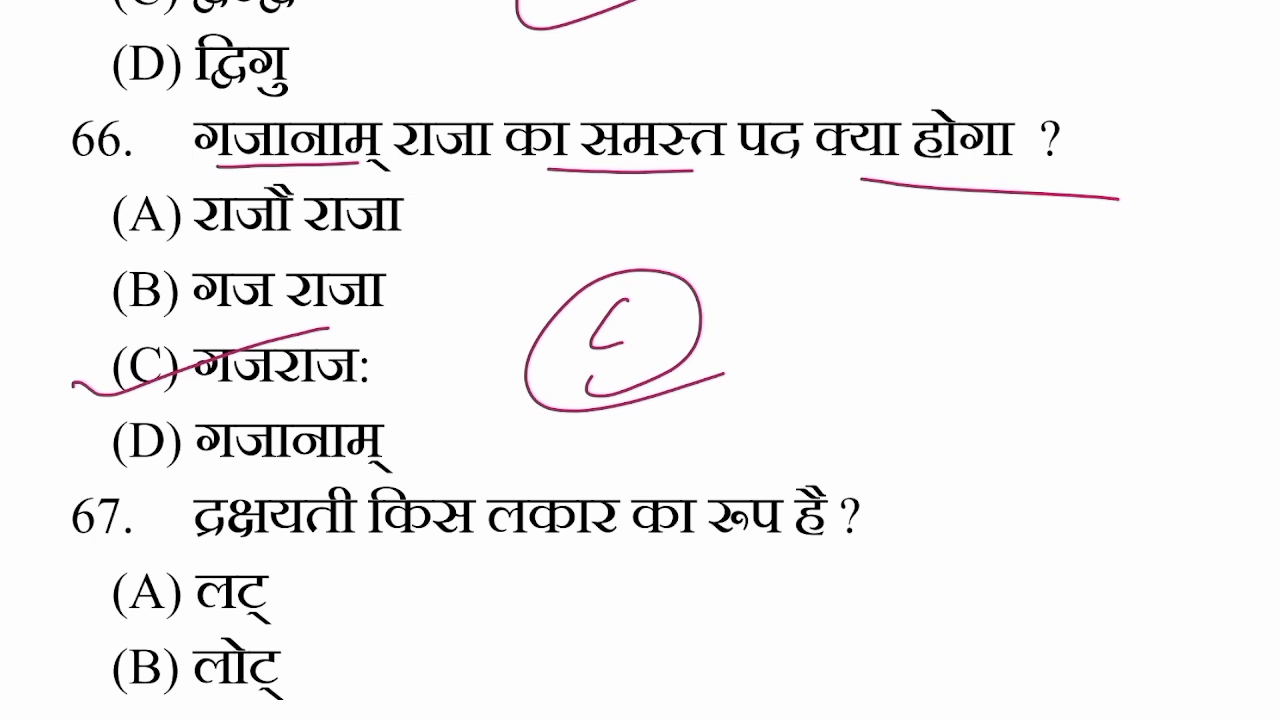 (D) द्विगु
66. गजानाम् राजा का समस्त पद क्या होगा ?
(A) राजौ राजा
(B) गज राजा
(C) गजराज:
(D) गजानाम्
67. द्रक्षयती किस लकार का रूप है ?
(A) लट्
(B) लोट्